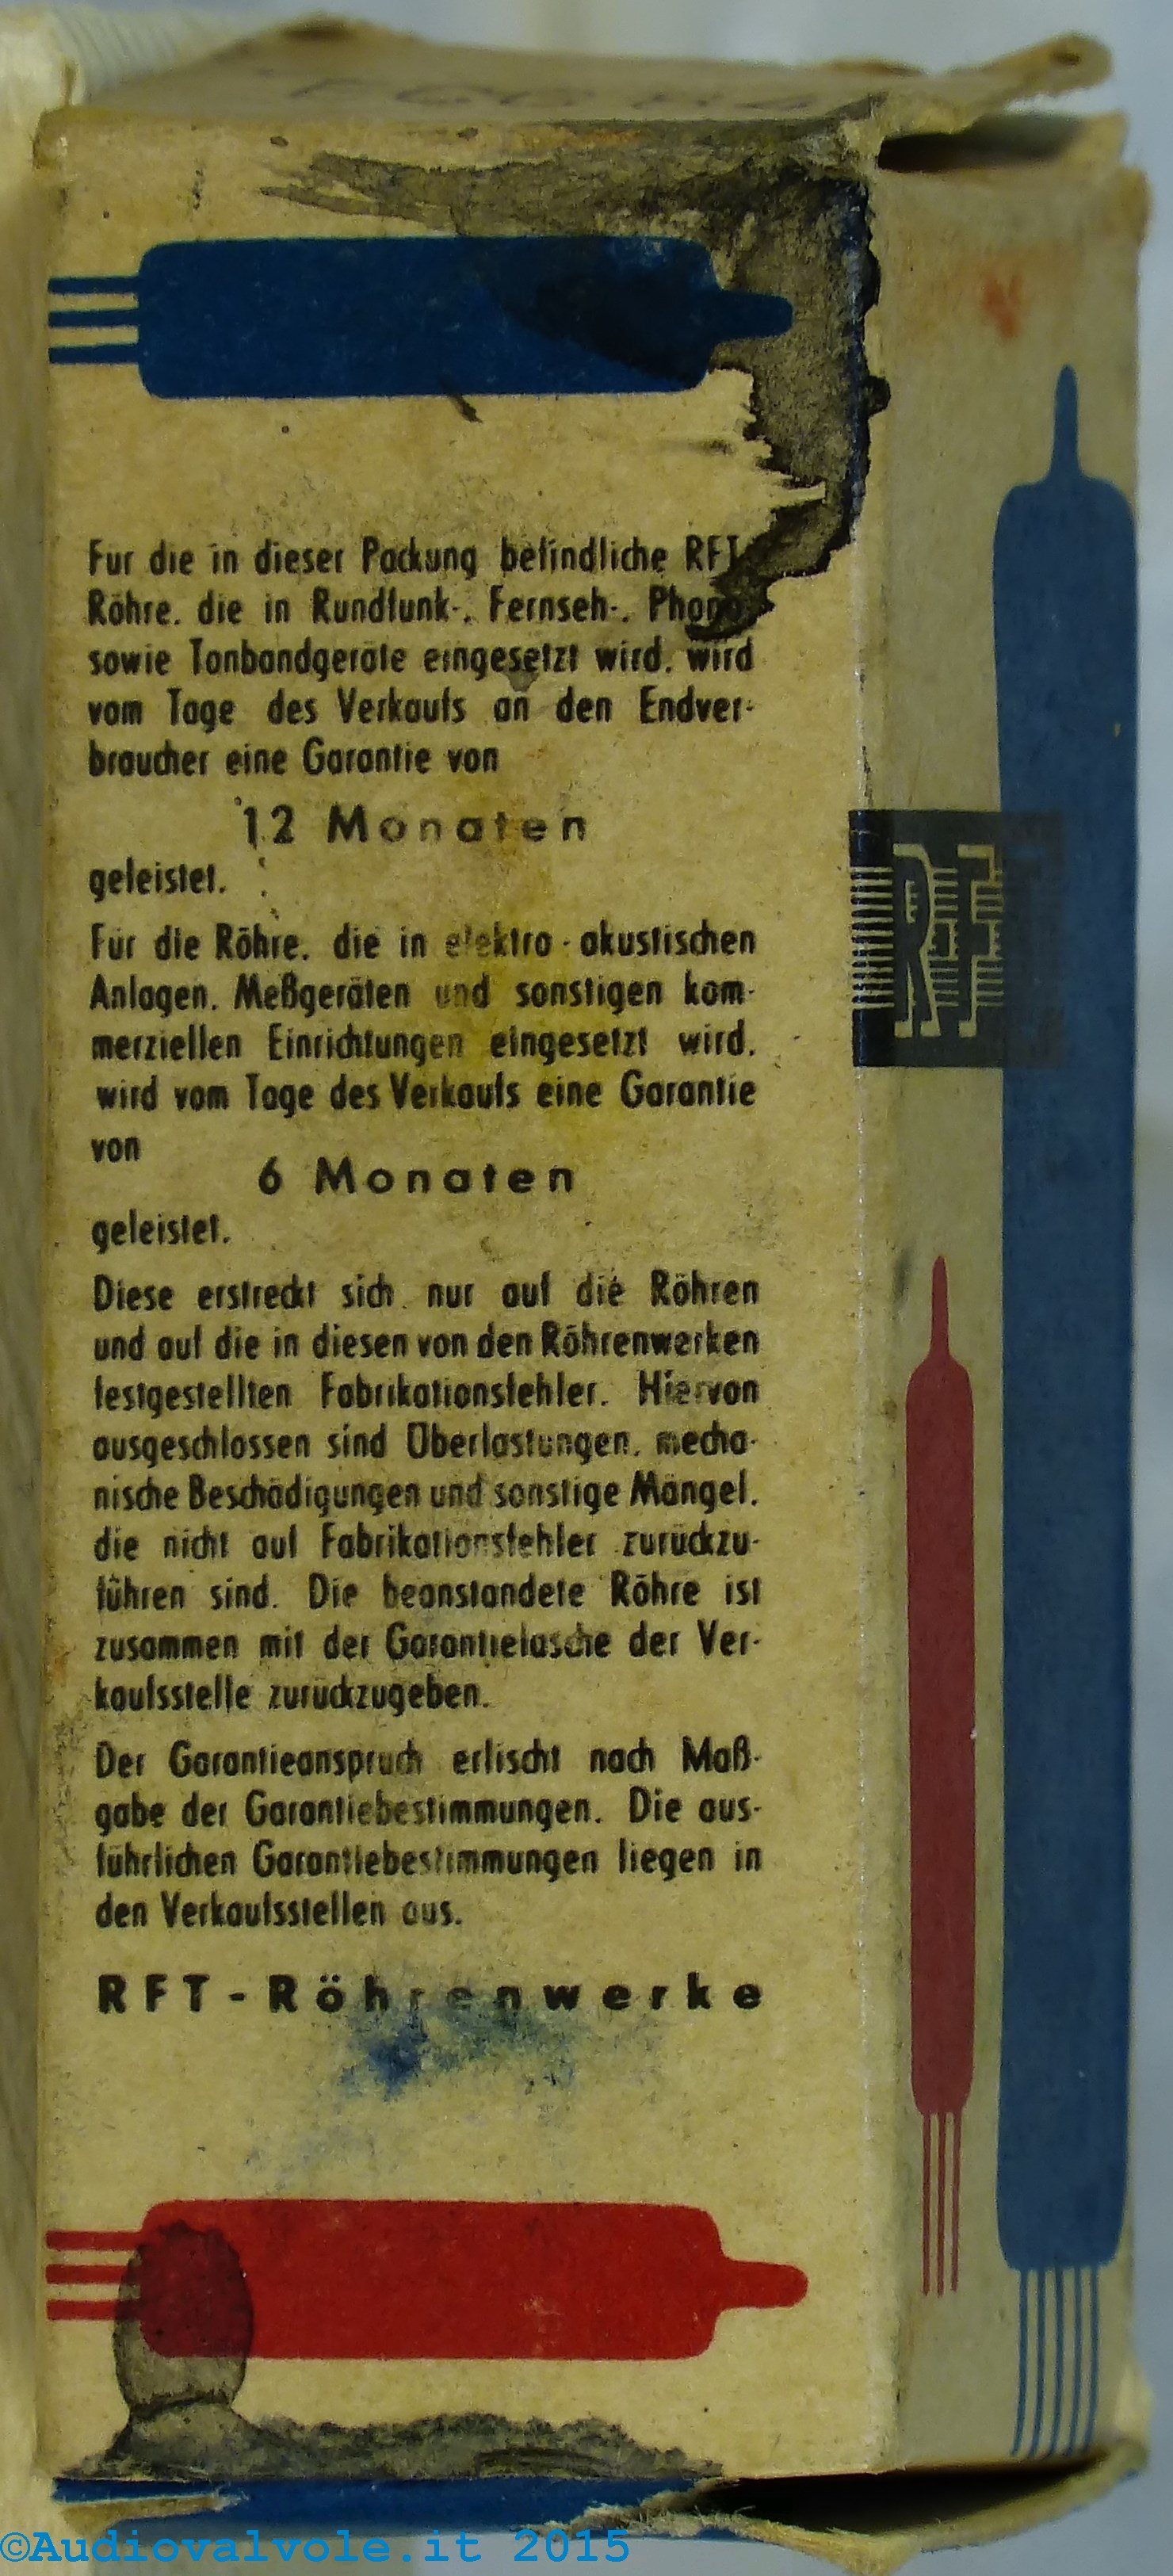 Für die in dieser Packung befindliche RFT-
Röhre, die in Rundfunk-, Fernseh-, Phono-
sowie Tonbandgeräte eingesetzt wird, wird
vom Tage des Verkaufs an den Endver-
braucher eine Garantie von
12 Monaten
geleistet.
Für die Röhre, die in elektro-akustischen
Anlagen, Meßgeräten und sonstigen kom-
merziellen Einrichtungen eingesetzt wird,
wird vom Tage des Verkaufs eine Garantie
von
6 Monaten
geleistet.
Diese erstreckt sich nur auf die Röhren
und auf die in diesen von den Röhrenwerken
festgestellten Fabrikationsfehler. Hiervon
ausgeschlossen sind Überlastungen, mecha-
nische Beschädigungen und sonstige Mängel,
die nicht auf Fabrikationsfehler zurückzu-
führen sind. Die beanstandete Röhre ist
zusammen mit der Garantielasche der Ver-
kaufsstelle zurückzugeben.
Der Garantieanspruch erlischt nach Maß-
gabe der Garantiebestimmungen. Die aus-
führlichen Garantiebestimmungen liegen in
den Verkaufsstellen aus.
RFT-Röhrenwerke
RFT
©Audiovalvole.it 2015